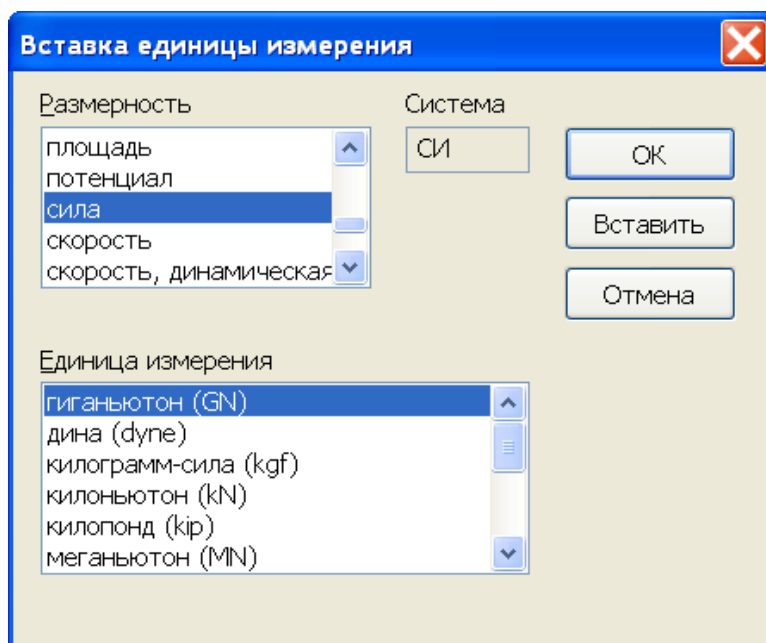 Вставка единицы измерения
Размерность
Система
площадь
потенциал
сила
скорость
скорость, динамическая
СИ
ОК
Вставить
Отмена
Единица измерения
гиганьютон (GN)
дина (dyne)
килограмм-сила (kgf)
килоньютон (kN)
килопонд (kip)
меганьютон (MN)